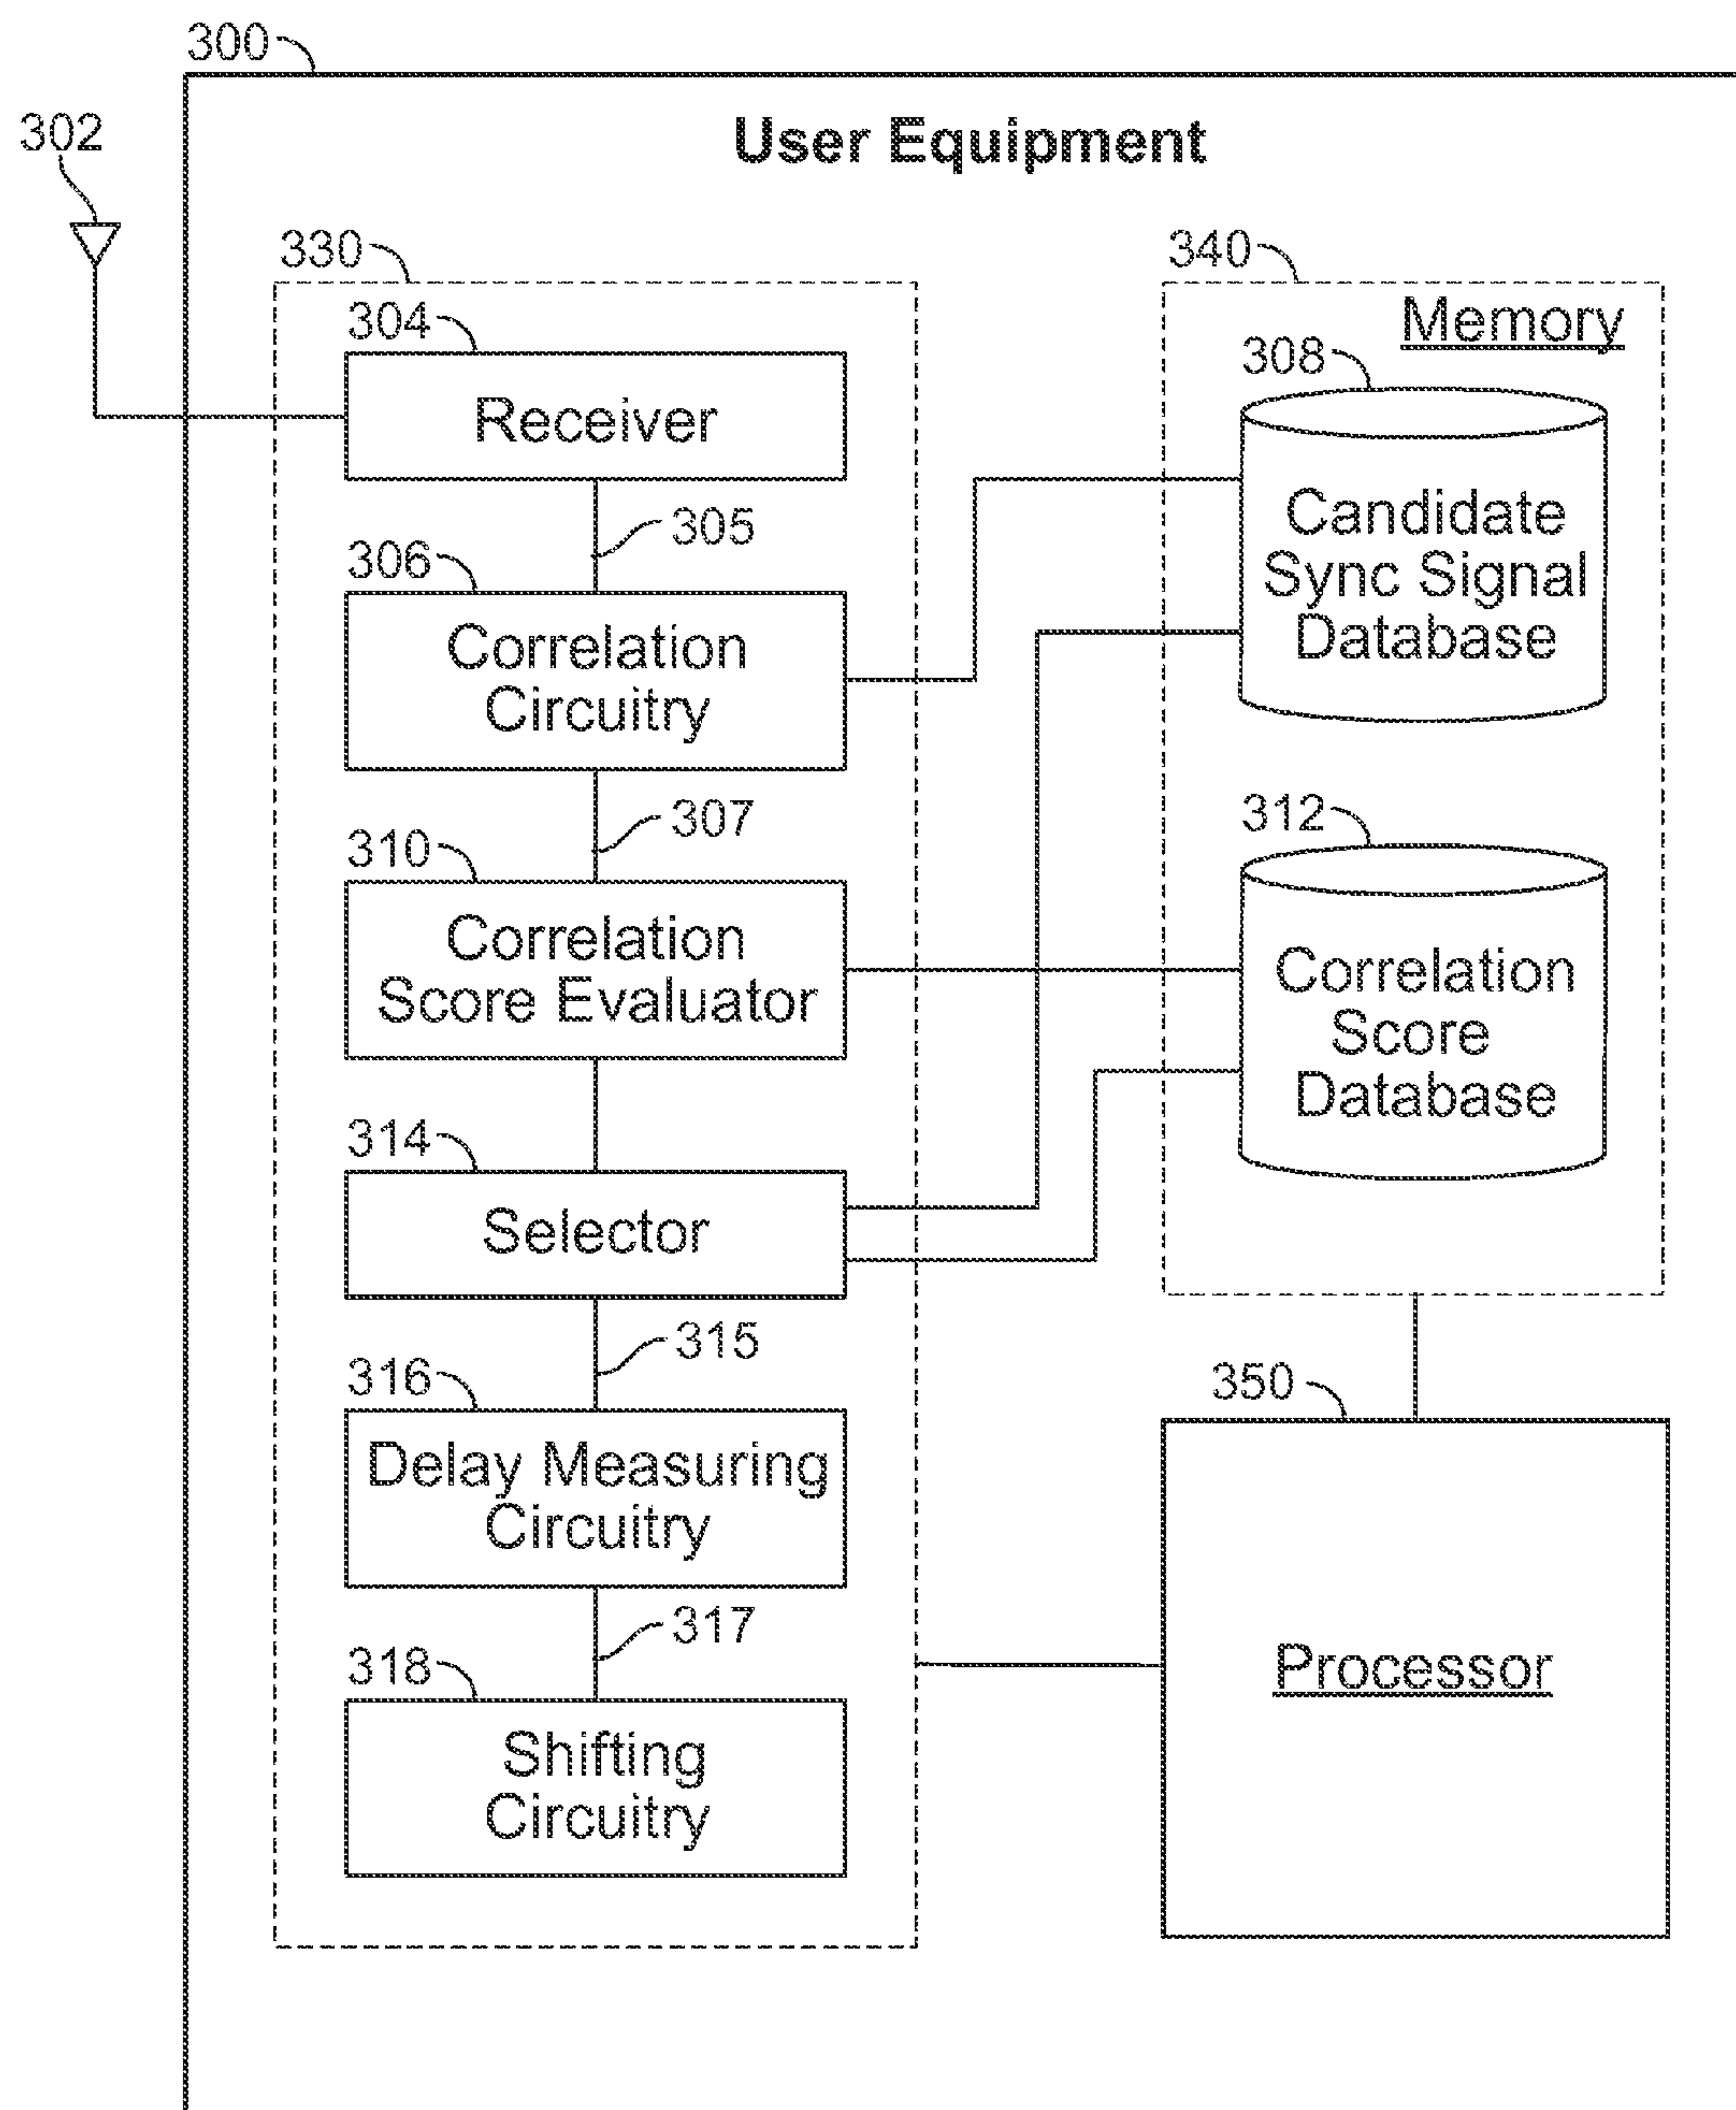 300
302
User Equipment
330
304
Receiver
305
306
Correlation
Circuitry
307
310
Correlation
Score Evaluator
314
Selector
315
316
Delay Measuring
Circuitry
317
318
Shifting
Circuitry
340
Memory
308
Candidate
Sync Signal
Database
312
Correlation
Score
Database
350
Processor